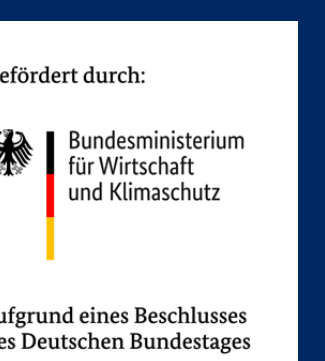 efördert durch:
Bundesministerium
für Wirtschaft
und Klimaschutz
ufgrund eines Beschlusses
es Deutschen Bundestages